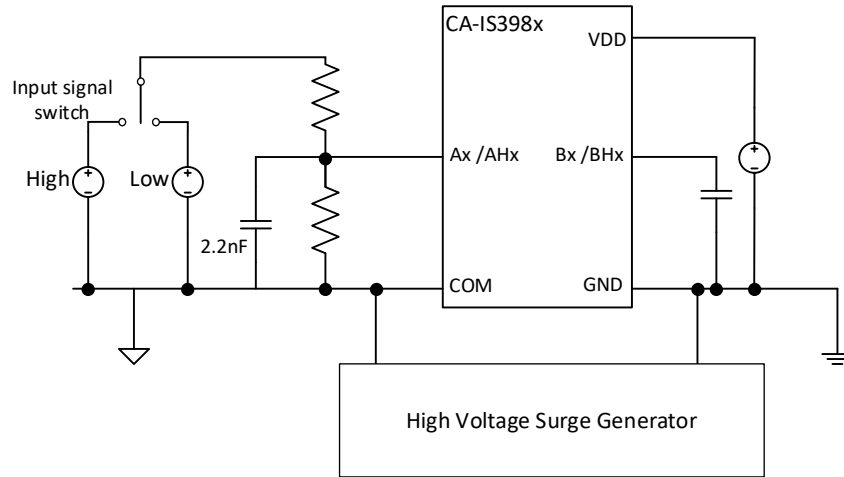 CA-IS398x
VDD
Input signal
switch
Ax /AHx
Bx /BHx
High
+
-
Low
+
-
+
-
2.2nF
COM
GND
High Voltage Surge Generator